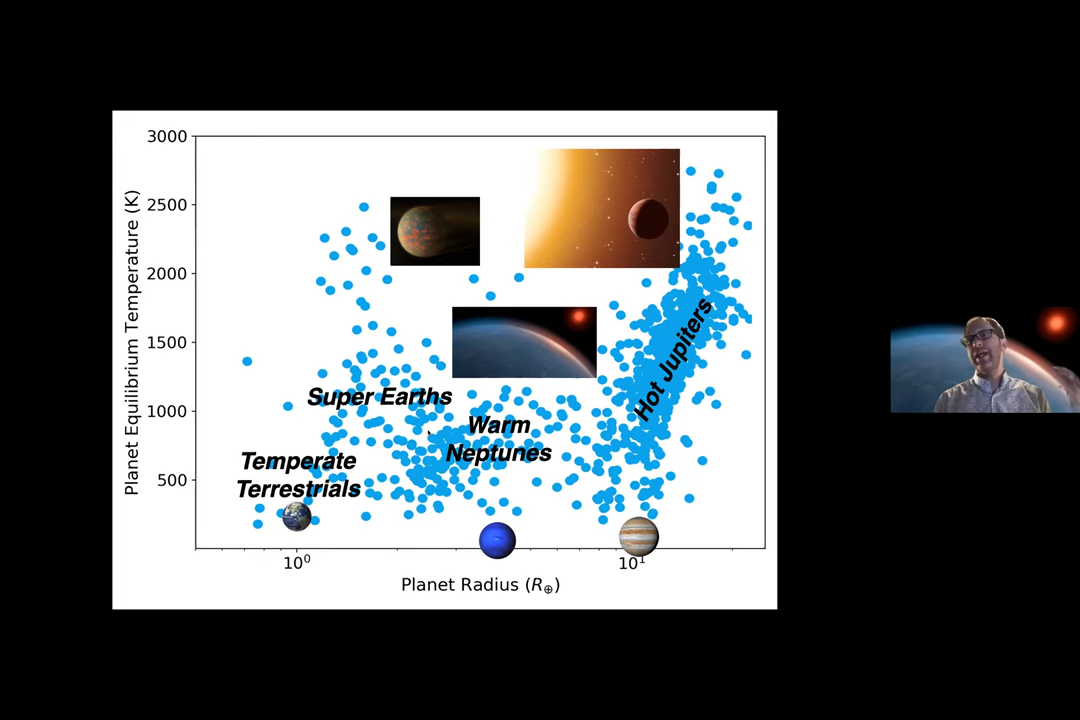 3000
2500
2000
1500
1000
500
Planet Equilibrium Temperature (K)
Hot Jupiters
Super Earths
Warm
Neptunes
Temperate
Terrestrials
10⁰
10¹
Planet Radius (R⊕)